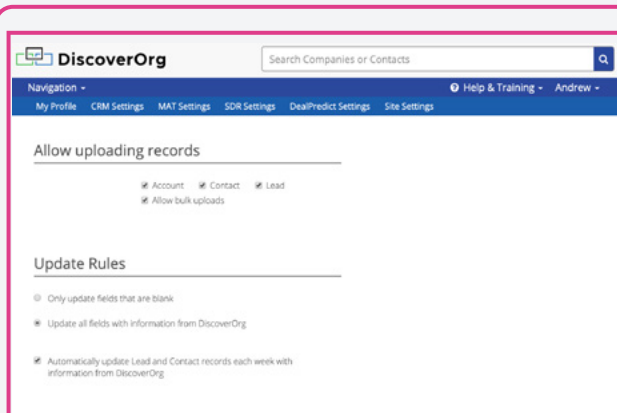 DiscoverOrg
Search Companies or Contacts
Navigation
Help & Training
Andrew
My Profile CRM Settings MAT Settings SDR Settings DealPredict Settings Site Settings
Allow uploading records
Account Contact Lead
Allow bulk uploads
Update Rules
Only update fields that are blank
Update all fields with information from DiscoverOrg
Automatically update Lead and Contact records each week with
information from DiscoverOrg